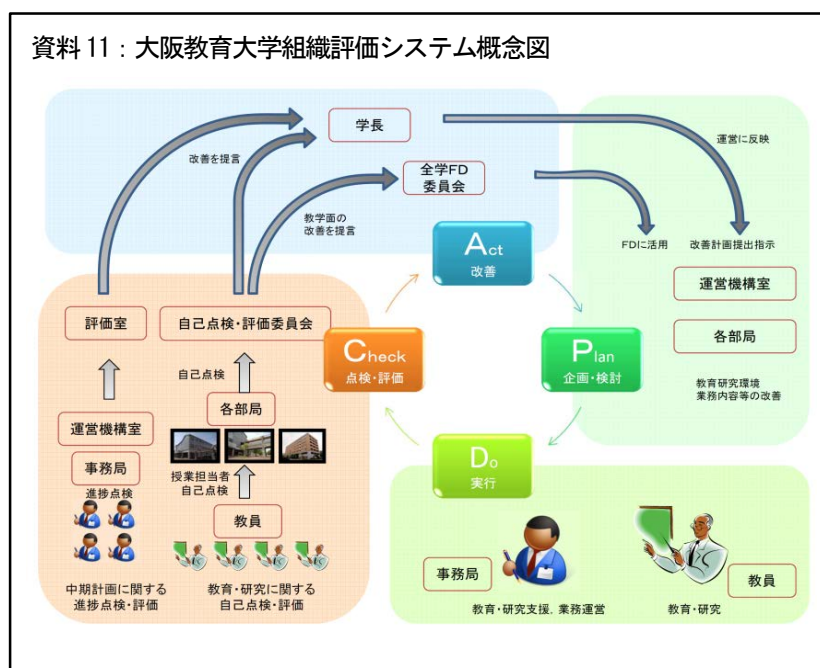 資料11：大阪教育大学組織評価システム概念図
学長
運営に反映
改善を提言
全学FD
委員会
教学面の
改善を提言
Act
改善
FDに活用
改善計画提出指示
運営機構室
評価室
自己点検・評価委員会
Check
点検・評価
Plan
企画・検討
各部局
自己点検
教育研究環境
業務内容等の改善
各部局
運営機構室
事務局
進捗点検
授業担当者
自己点検
教員
Do
実行
事務局
教員
中期計画に関する
進捗点検・評価
教育・研究に関する
自己点検・評価
教育・研究支援，業務運営
教育・研究